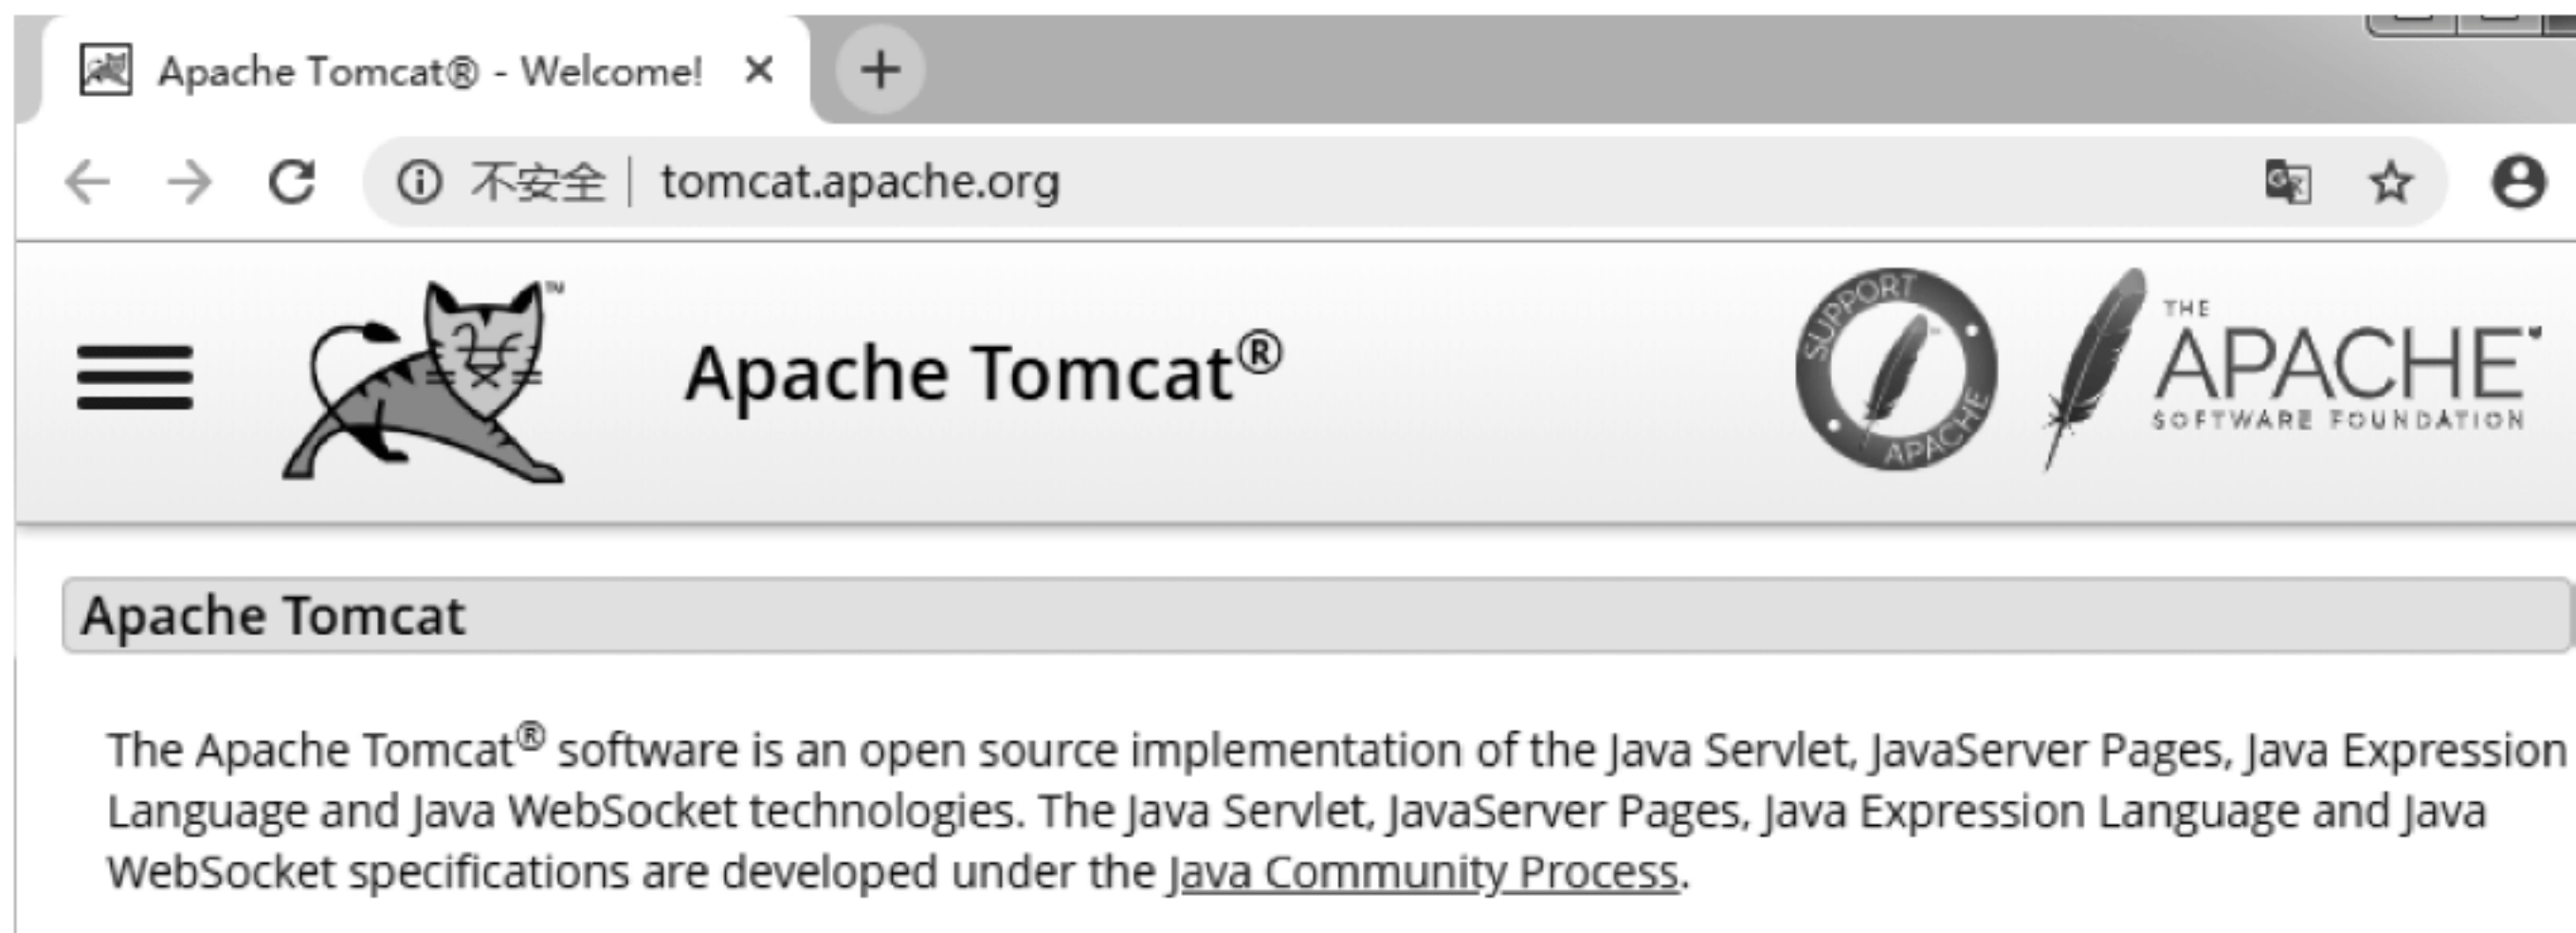 Apache Tomcat® - Welcome!
不安全 | tomcat.apache.org
TM
Apache Tomcat®
SUPPORT
APACHE
THE
APACHE
SOFTWARE FOUNDATION
Apache Tomcat
The Apache Tomcat® software is an open source implementation of the Java Servlet, JavaServer Pages, Java Expression
Language and Java WebSocket technologies. The Java Servlet, JavaServer Pages, Java Expression Language and Java
WebSocket specifications are developed under the Java Community Process.